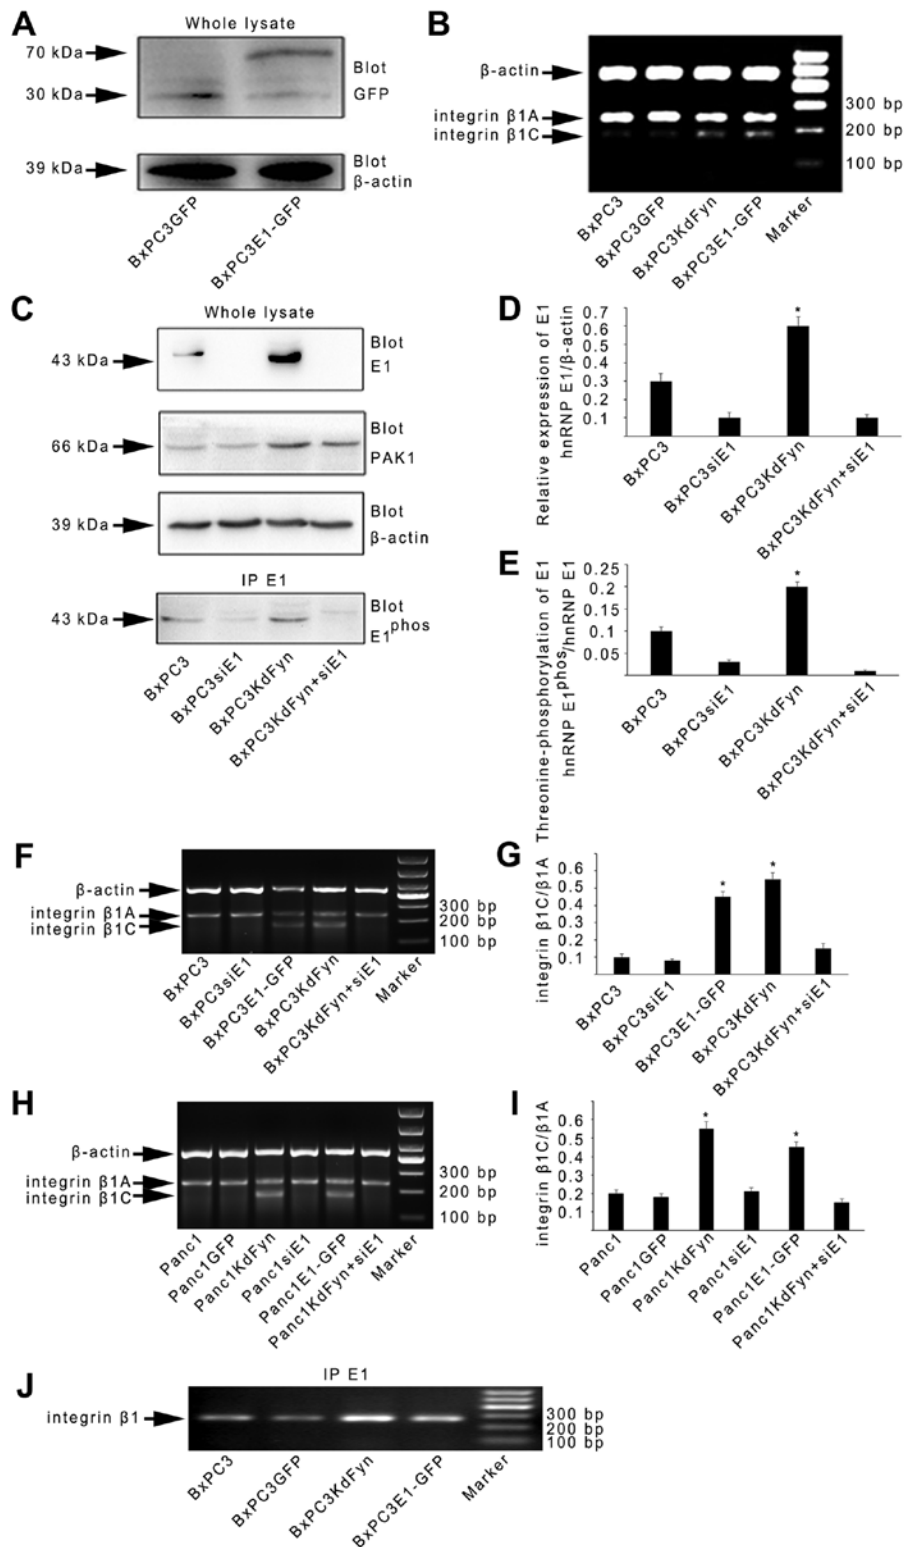 A
Whole lysate
70 kDa
30 kDa
Blot
GFP
39 kDa
Blot
β-actin
BxPC3GFP
BxPC3E1-GFP
B
β-actin
integrin β1A
integrin β1C
300 bp
200 bp
100 bp
BxPC3
BxPC3GFP
BxPC3KdFyn
BxPC3E1-GFP
Marker
C
Whole lysate
43 kDa
Blot
E1
66 kDa
Blot
PAK1
39 kDa
Blot
β-actin
IP E1
43 kDa
Blot
E1phos
BxPC3
BxPC3siE1
BxPC3KdFyn
BxPC3KdFyn+siE1
D
Relative expression of E1
hnRNP E1/β-actin
0.7
0.6
0.5
0.4
0.3
0.2
0.1
*
BxPC3
BxPC3siE1
BxPC3KdFyn
BxPC3KdFyn+siE1
E
Threonine-phosphorylation of E1
hnRNP E1phos/hnRNP E1
0.25
0.2
0.15
0.1
0.05
*
BxPC3
BxPC3siE1
BxPC3KdFyn
BxPC3KdFyn+siE1
F
β-actin
integrin β1A
integrin β1C
300 bp
200 bp
100 bp
BxPC3
BxPC3siE1
BxPC3E1-GFP
BxPC3KdFyn
BxPC3KdFyn+siE1
Marker
G
integrin β1C/β1A
0.6
0.5
0.4
0.3
0.2
0.1
*
*
BxPC3
BxPC3siE1
BxPC3E1-GFP
BxPC3KdFyn
BxPC3KdFyn+siE1
H
β-actin
integrin β1A
integrin β1C
300 bp
200 bp
100 bp
Panc1
Panc1GFP
Panc1KdFyn
Panc1siE1
Panc1E1-GFP
Panc1KdFyn+siE1
Marker
I
integrin β1C/β1A
0.6
0.5
0.4
0.3
0.2
0.1
*
*
Panc1
Panc1GFP
Panc1KdFyn
Panc1siE1
Panc1E1-GFP
Panc1KdFyn+siE1
J
IP E1
integrin β1
300 bp
200 bp
100 bp
BxPC3
BxPC3GFP
BxPC3KdFyn
BxPC3E1-GFP
Marker